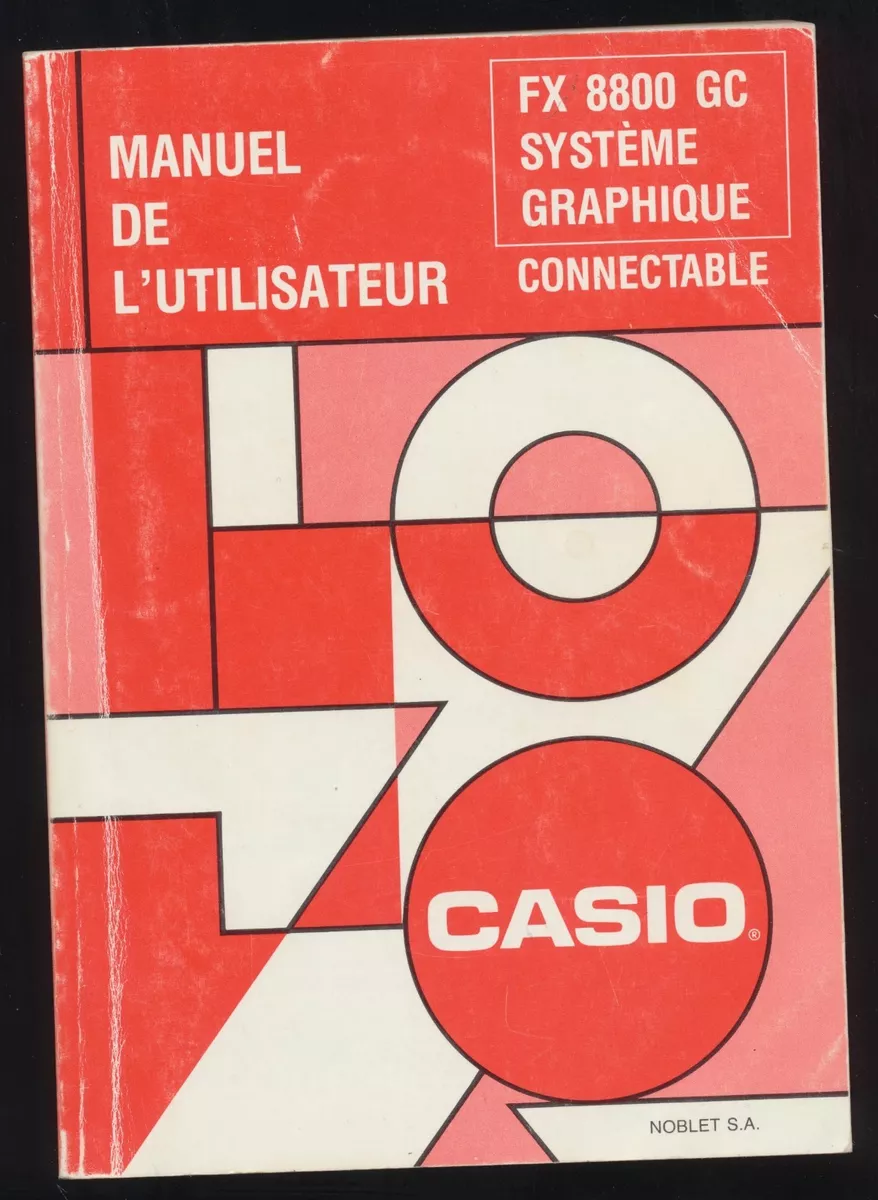 MANUEL
DE
L'UTILISATEUR
FX 8800 GC
SYSTÈME
GRAPHIQUE
CONNECTABLE
CASIO®
NOBLET S.A.